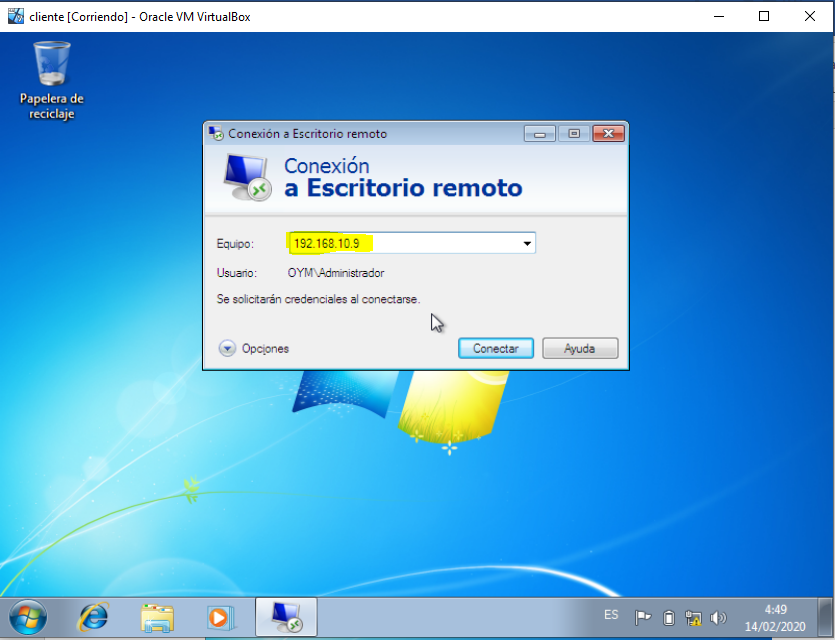 cliente [Corriendo] - Oracle VM VirtualBox
Papelera de
reciclaje
Conexión a Escritorio remoto
Conexión
a Escritorio remoto
Equipo: 192.168.10.9
Usuario: OYM\Administrador
Se solicitarán credenciales al conectarse.
Opciones Conectar Ayuda
ES
4:49
14/02/2020